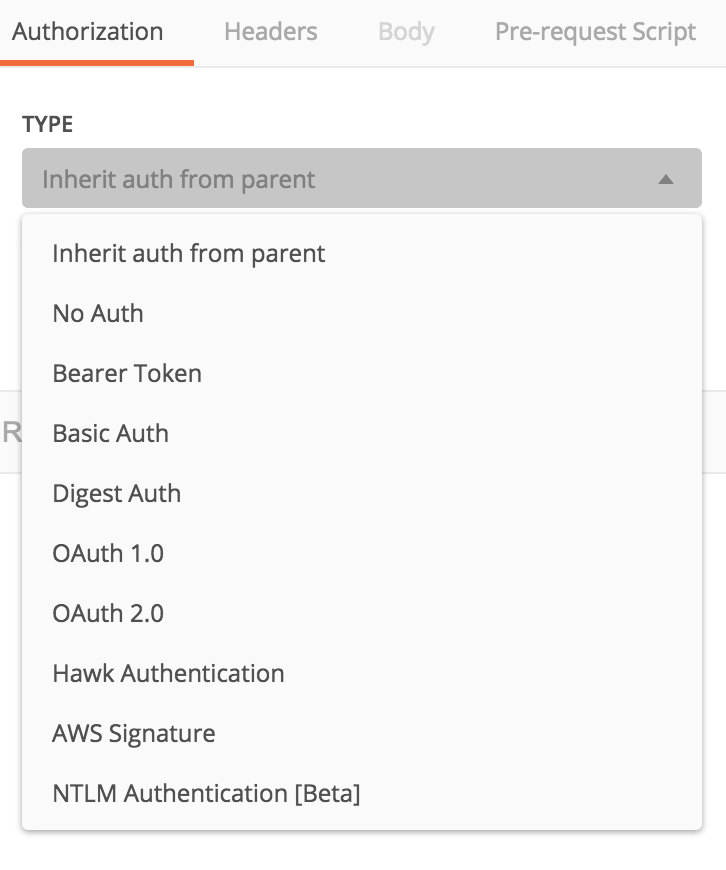 Authorization Headers Body Pre-request Script
TYPE
Inherit auth from parent
Inherit auth from parent
No Auth
Bearer Token
R
Basic Auth
Digest Auth
OAuth 1.0
OAuth 2.0
Hawk Authentication
AWS Signature
NTLM Authentication [Beta]